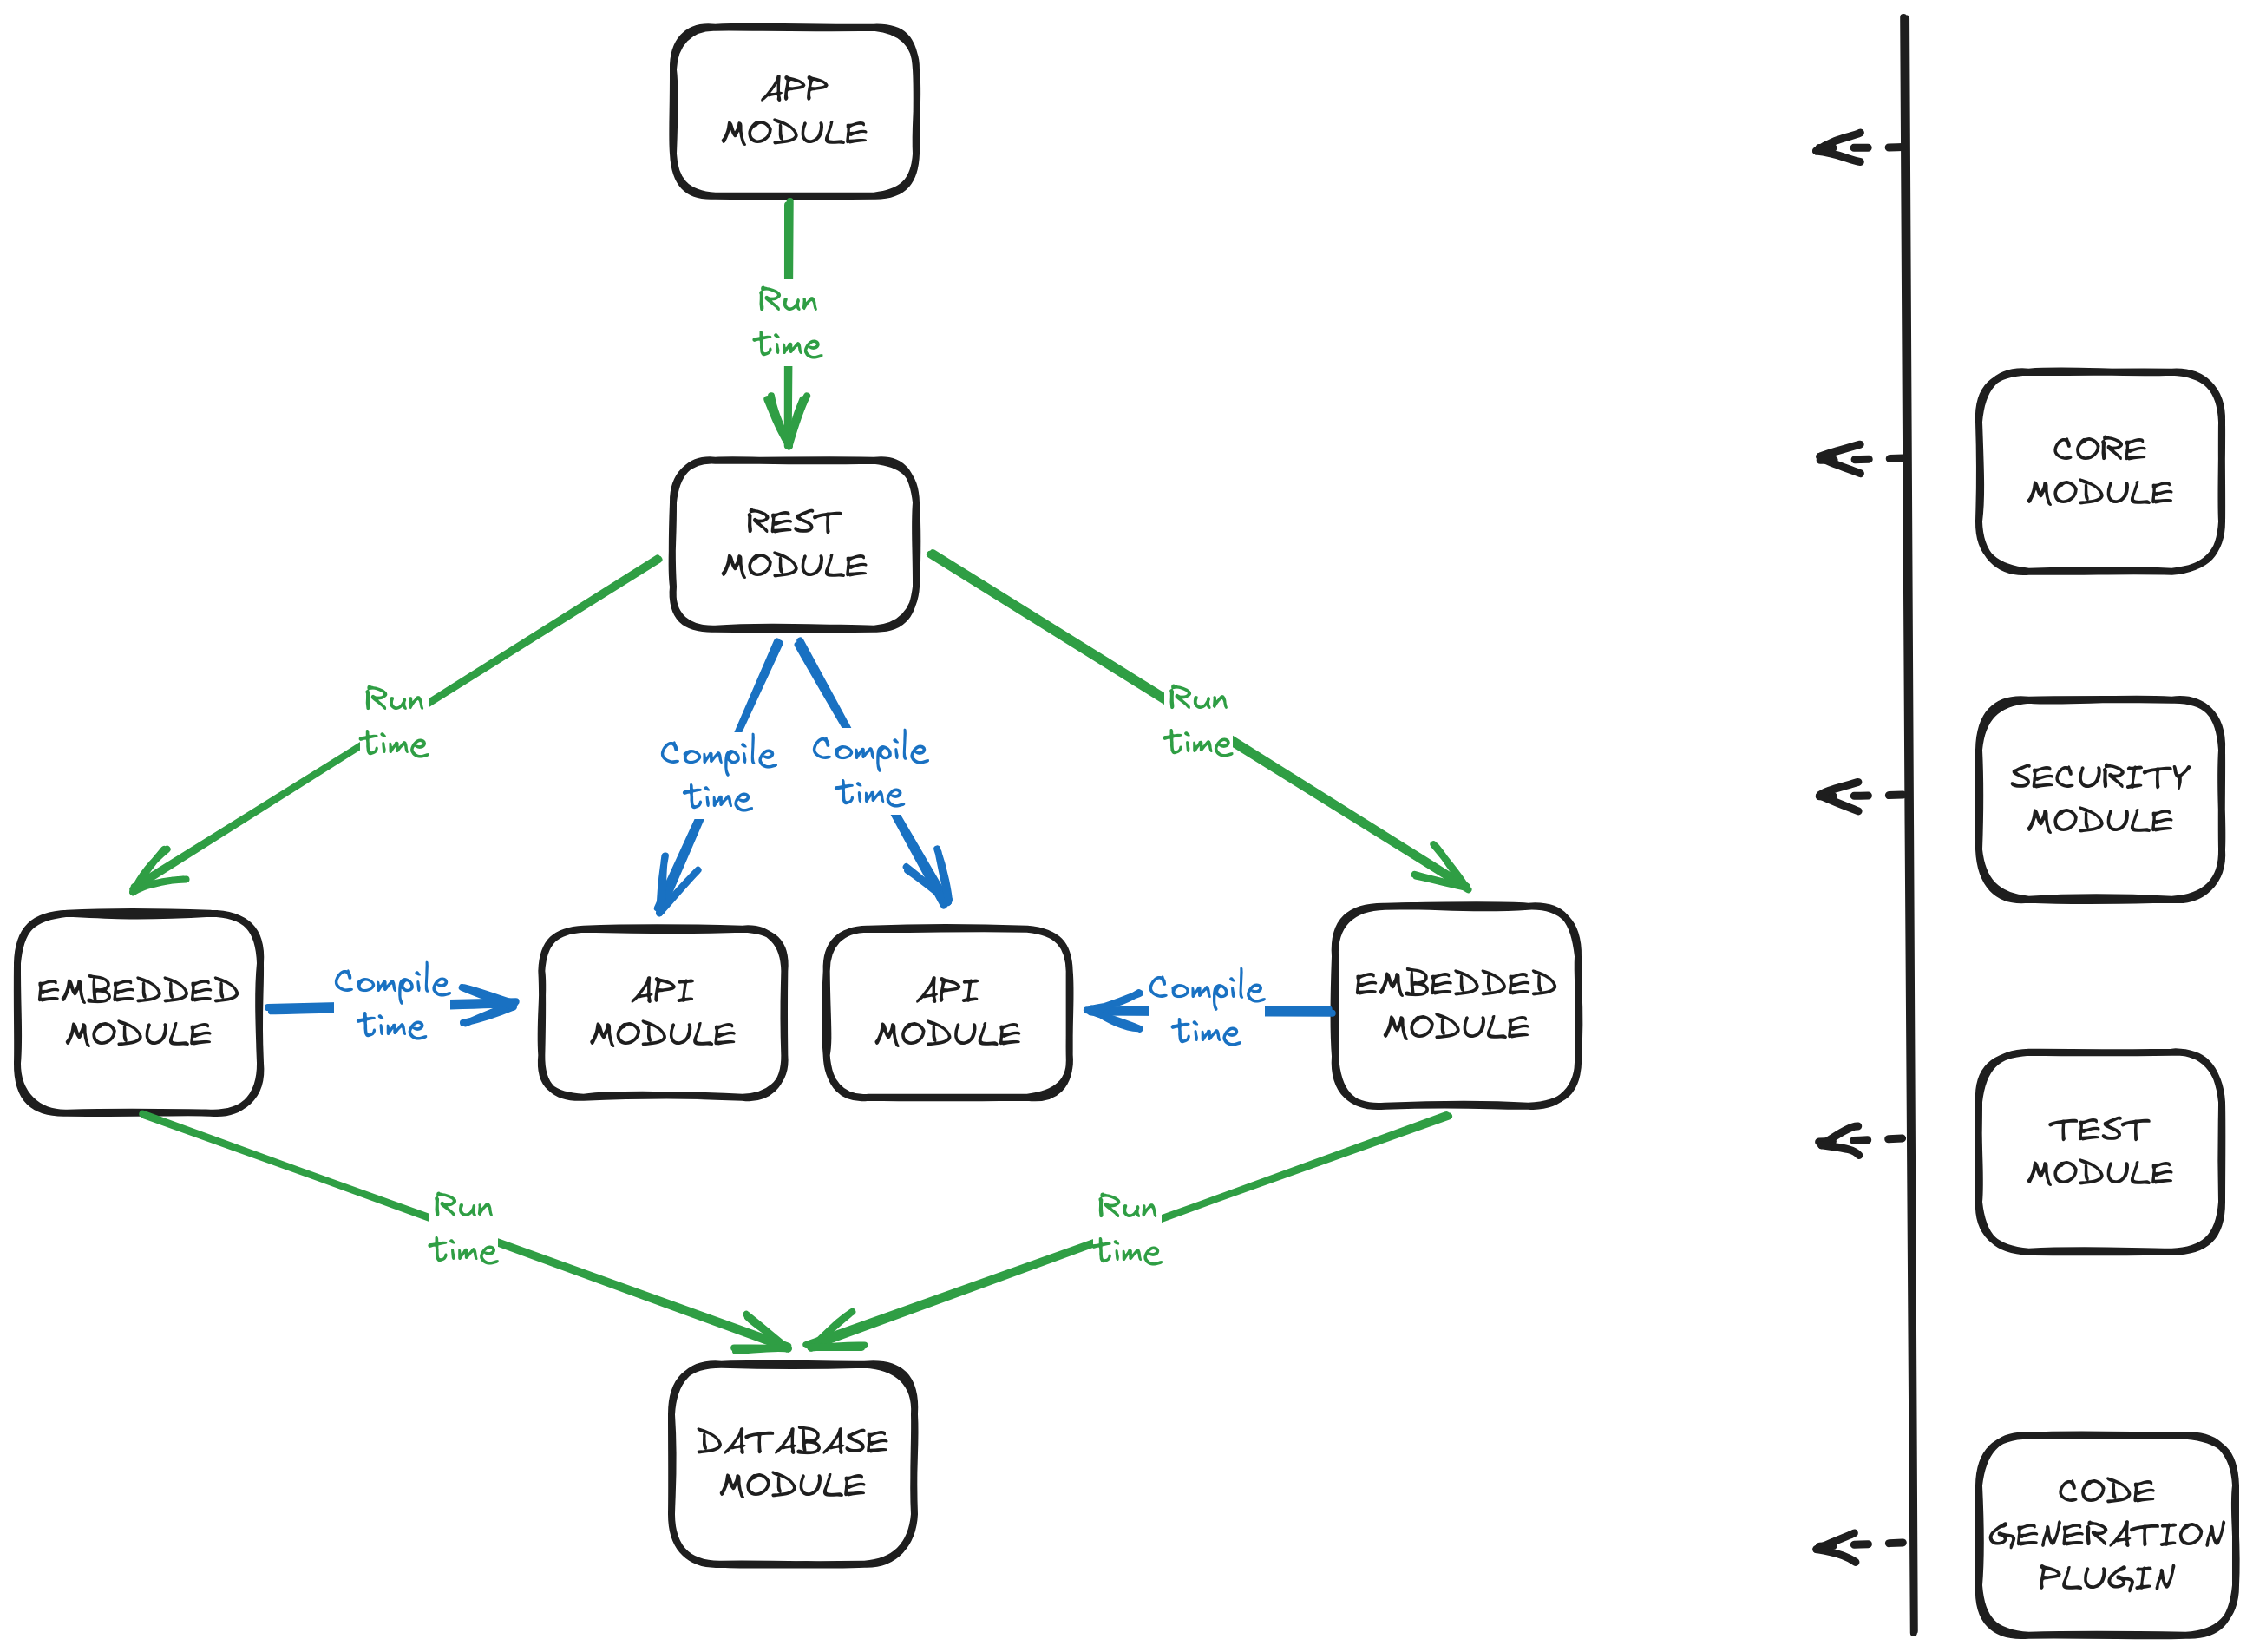 APP
MODULE
Run
time
REST
MODULE
CORE
MODULE
Run
time
Compile
time
Compile
time
Run
time
SECURITY
MODULE
EMBEDDED
MODULE
Compile
time
API
MODULE
API
MODULE
Compile
time
EMBEDDED
MODULE
TEST
MODULE
Run
time
Run
time
DATABASE
MODULE
CODE
GENERATION
PLUGIN